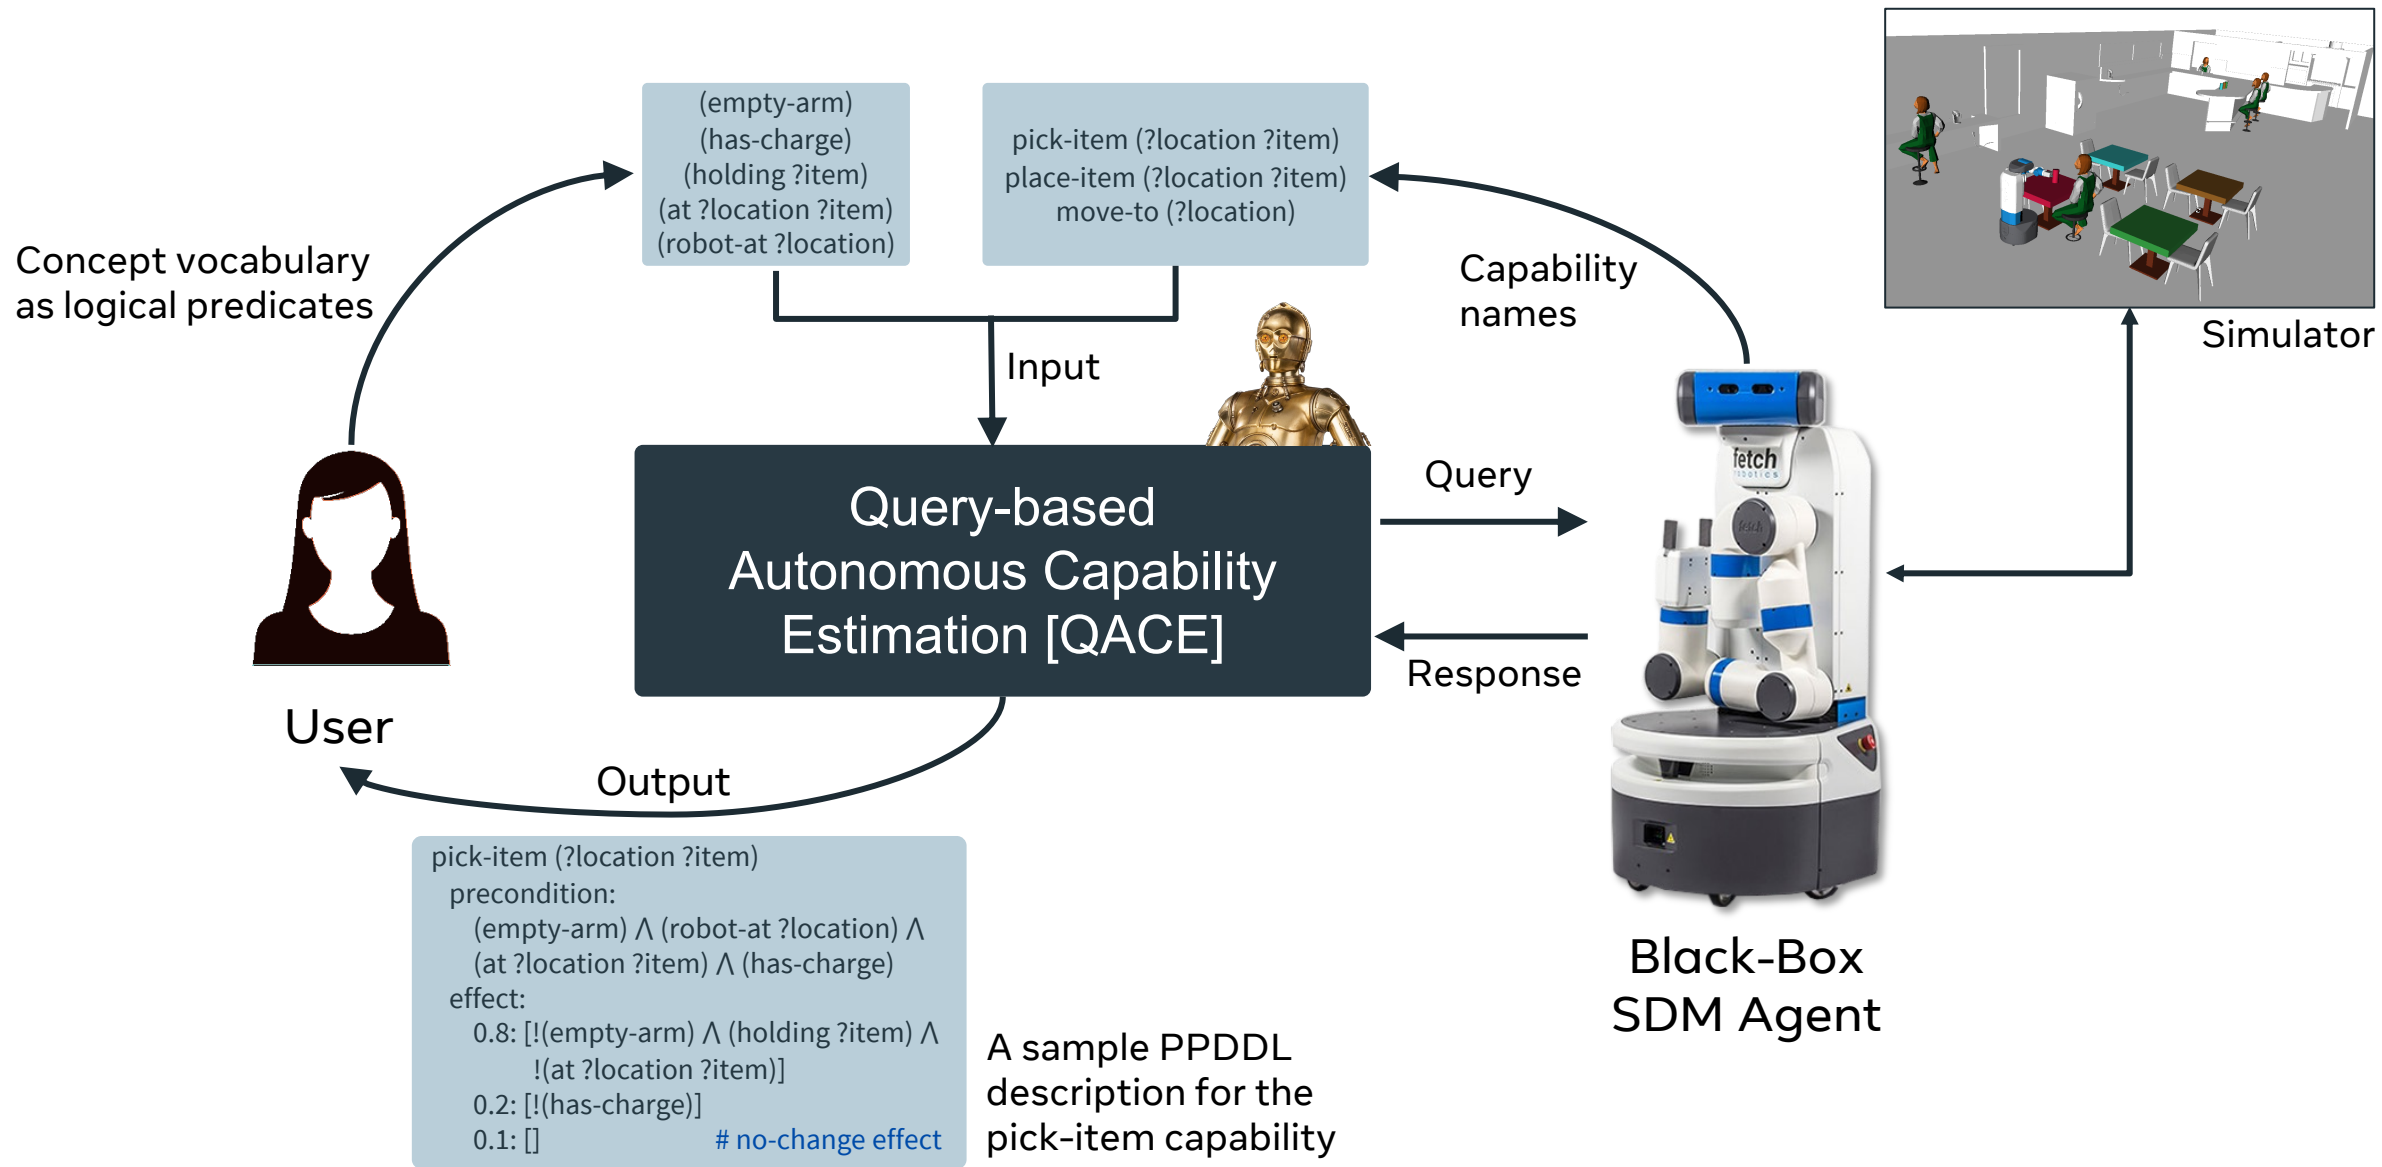 (empty-arm)
(has-charge)
(holding ?item)
(at ?location ?item)
(robot-at ?location)
pick-item (?location ?item)
place-item (?location ?item)
move-to (?location)
Concept vocabulary
as logical predicates
Capability
names
Simulator
Input
Query-based
Autonomous Capability
Estimation [QACE]
Query
Response
fetch
robotics
fetch
User
Output
pick-item (?location ?item)
precondition:
(empty-arm) Λ (robot-at ?location) Λ
(at ?location ?item) Λ (has-charge)
effect:
0.8: [!(empty-arm) Λ (holding ?item) Λ
!(at ?location ?item)]
0.2: [!(has-charge)]
0.1: [] # no-change effect
A sample PPDDL
description for the
pick-item capability
Black-Box
SDM Agent